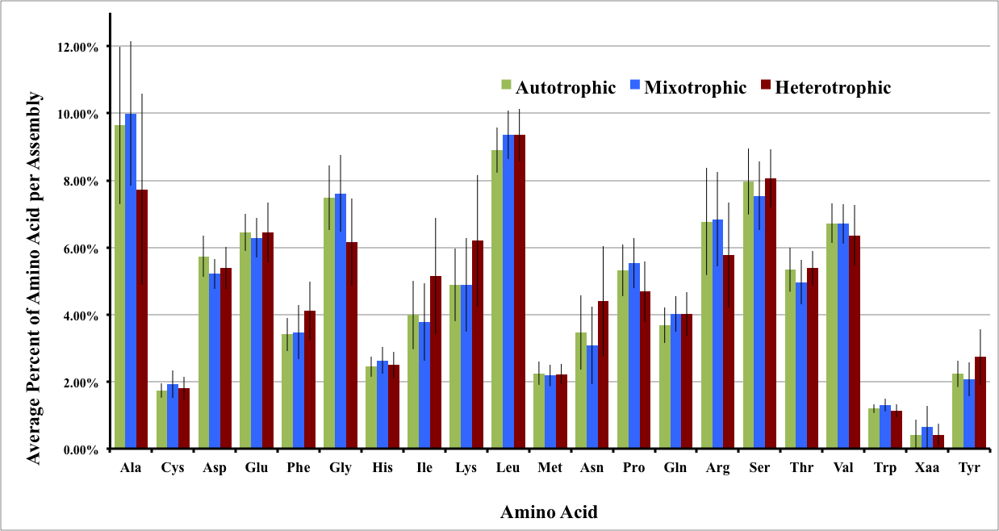 12.00%
Autotrophic Mixotrophic Heterotrophic
10.00%
8.00%
6.00%
4.00%
2.00%
0.00%
Average Percent of Amino Acid per Assembly
Ala Cys Asp Glu Phe Gly His Ile Lys Leu Met Asn Pro Gln Arg Ser Thr Val Trp Xaa Tyr
Amino Acid